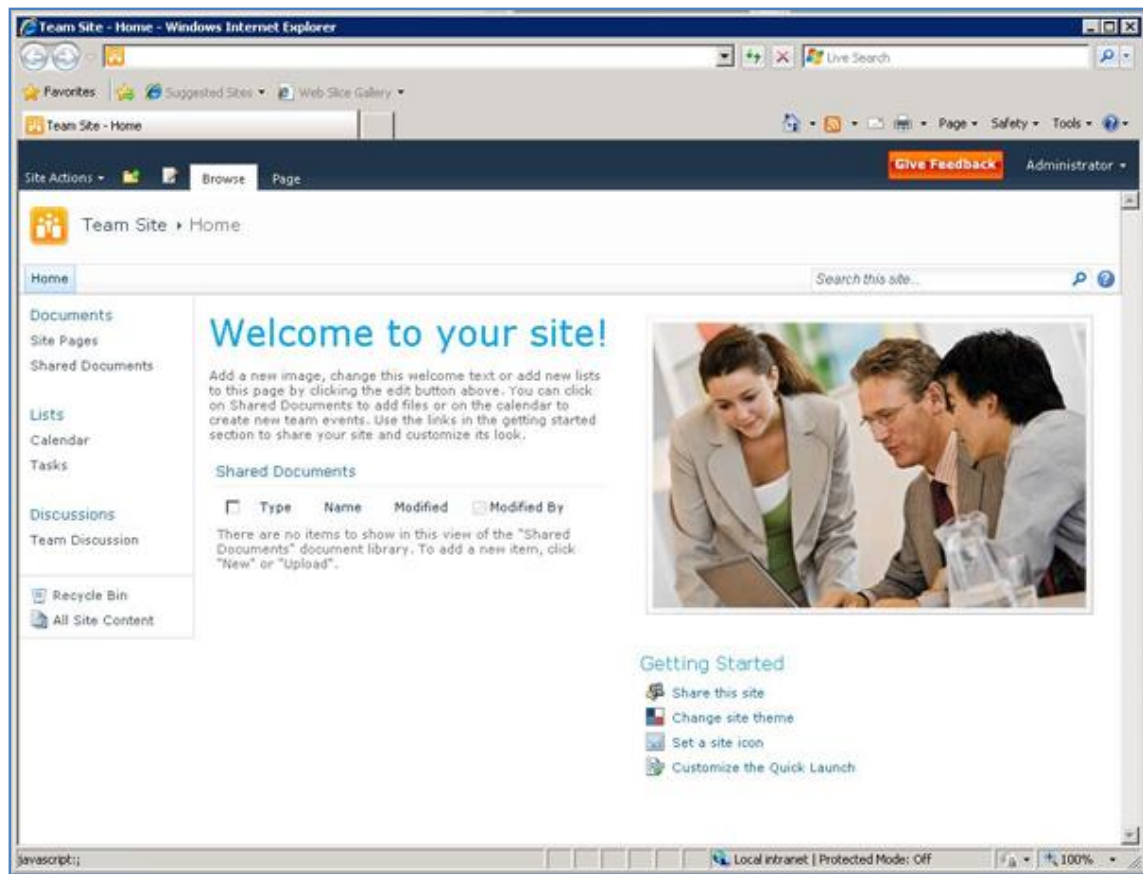 Team Site - Home - Windows Internet Explorer
Live Search
Favorites Suggested Sites Web Slice Gallery
Team Site - Home
Page Safety Tools
Give Feedback Administrator
Site Actions Browse Page
Team Site Home
Home
Search this site...
Documents
Site Pages
Shared Documents
Lists
Calendar
Tasks
Discussions
Team Discussion
Recycle Bin
All Site Content
Welcome to your site!
Add a new image, change this welcome text or add new lists
to this page by clicking the edit button above. You can click
on Shared Documents to add files or on the calendar to
create new team events. Use the links in the getting started
section to share your site and customize its look.
Shared Documents
Type Name Modified Modified By
There are no items to show in this view of the "Shared
Documents" document library. To add a new item, click
"New" or "Upload".
Getting Started
Share this site
Change site theme
Set a site icon
Customize the Quick Launch
javascript:;
Local intranet | Protected Mode: Off
100%